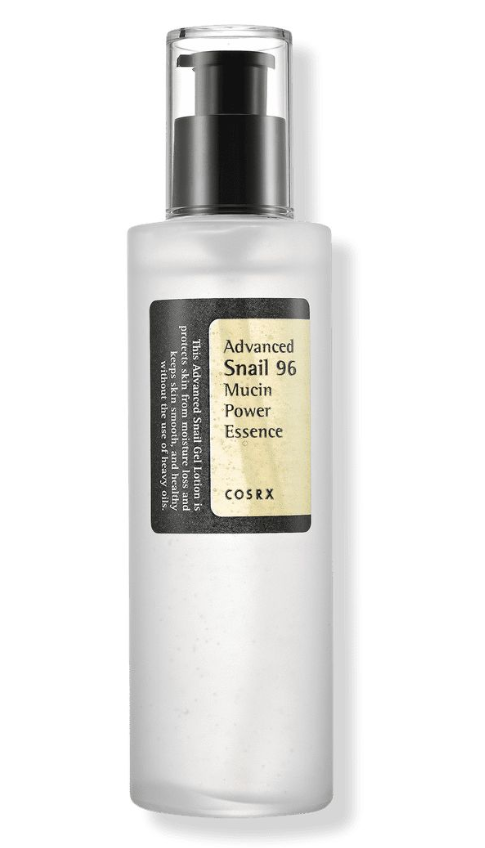 Advanced
Snail 96
Mucin
Power
Essence
COSRX
This Advanced Snail Gel Lotion is
protects skin from moisture loss and
keeps skin smooth, and healthy
without the use of heavy oils.